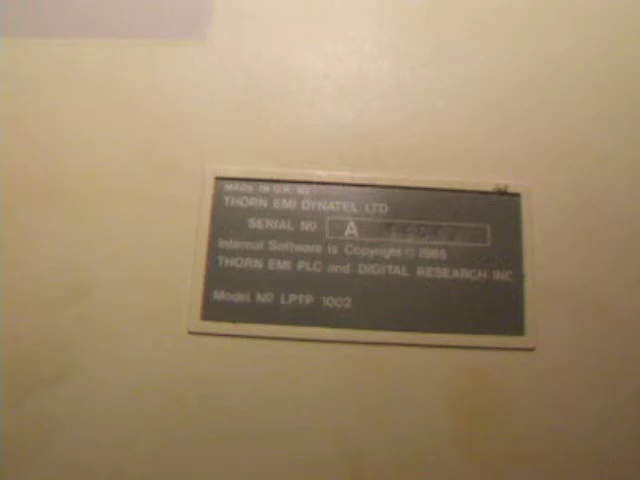 MADE IN U.K. BY
THORN EMI DYNATEL LTD
SERIAL Nº A
Internal Software is Copyright © 1985
THORN EMI PLC and DIGITAL RESEARCH INC
Model Nº LPTP 1002